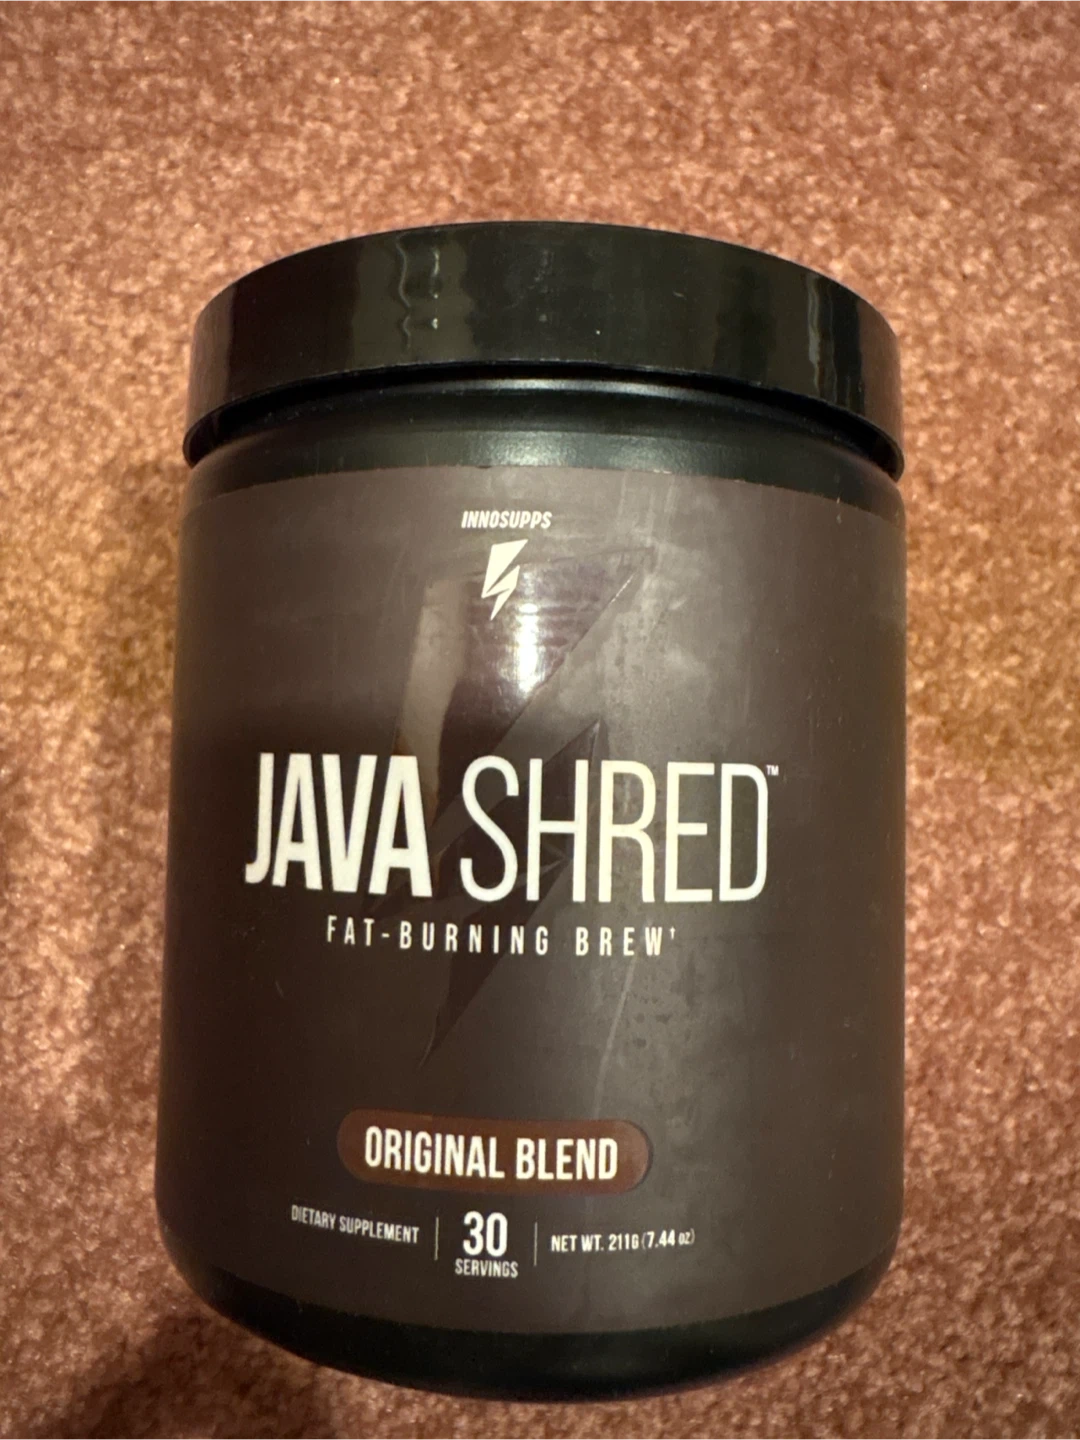 INNOSUPPS
JAVA SHRED™
FAT-BURNING BREW†
ORIGINAL BLEND
DIETARY SUPPLEMENT
30
SERVINGS
NET WT. 211G (7.44 oz)